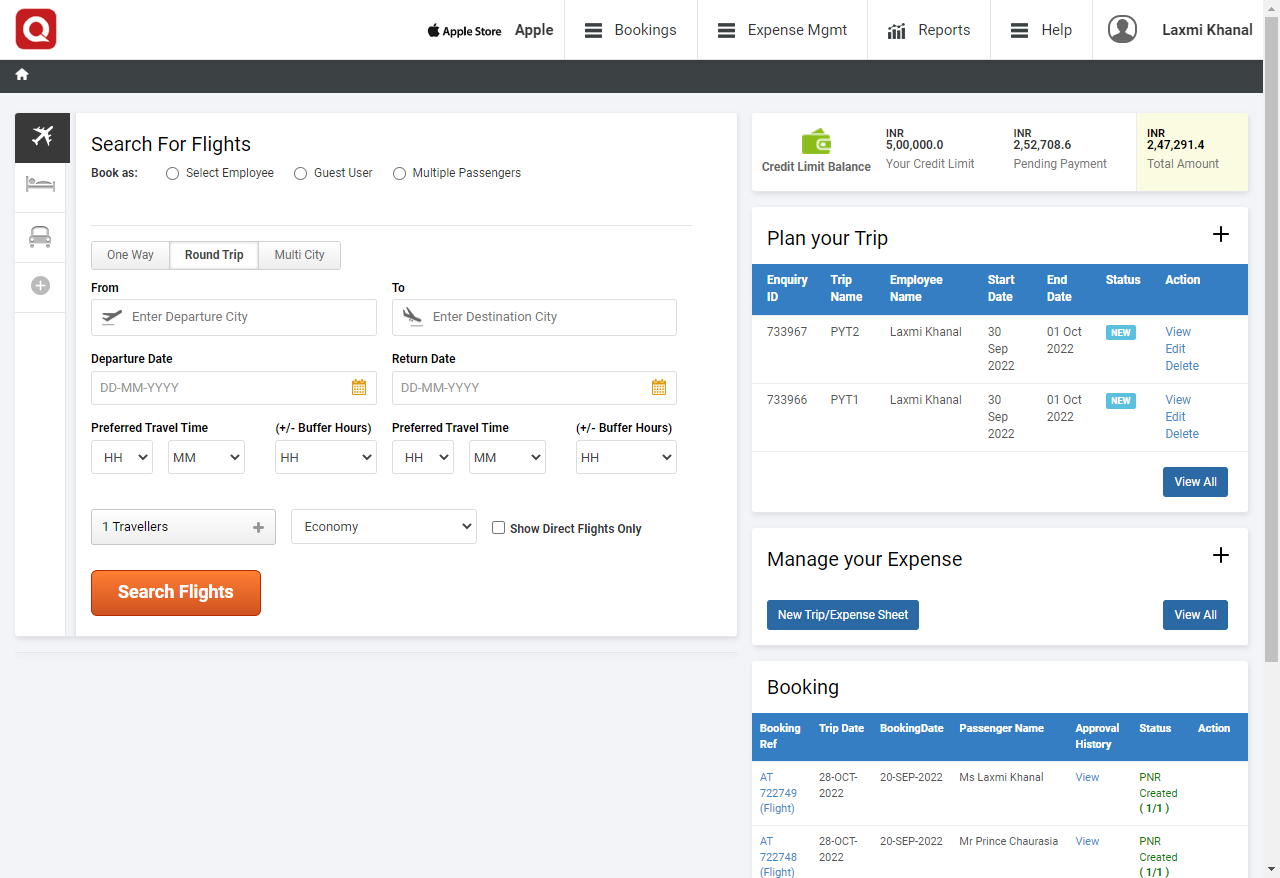 Apple Store Apple Bookings Expense Mgmt Reports Help Laxmi Khanal
Search For Flights
Book as: Select Employee Guest User Multiple Passengers
One Way Round Trip Multi City
From To
Enter Departure City Enter Destination City
Departure Date Return Date
DD-MM-YYYY DD-MM-YYYY
Preferred Travel Time (+/- Buffer Hours) Preferred Travel Time (+/- Buffer Hours)
HH MM HH HH MM HH
1 Travellers Economy Show Direct Flights Only
Search Flights
Credit Limit Balance
INR
5,00,000.0
Your Credit Limit
INR
2,52,708.6
Pending Payment
INR
2,47,291.4
Total Amount
Plan your Trip
Enquiry ID Trip Name Employee Name Start Date End Date Status Action
733967 PYT2 Laxmi Khanal 30 Sep 2022 01 Oct 2022 NEW View
Edit
Delete
733966 PYT1 Laxmi Khanal 30 Sep 2022 01 Oct 2022 NEW View
Edit
Delete
View All
Manage your Expense
New Trip/Expense Sheet View All
Booking
Booking Ref Trip Date BookingDate Passenger Name Approval History Status Action
AT 722749 (Flight) 28-OCT-2022 20-SEP-2022 Ms Laxmi Khanal View PNR Created ( 1/1 )
AT 722748 (Flight) 28-OCT-2022 20-SEP-2022 Mr Prince Chaurasia View PNR Created ( 1/1 )